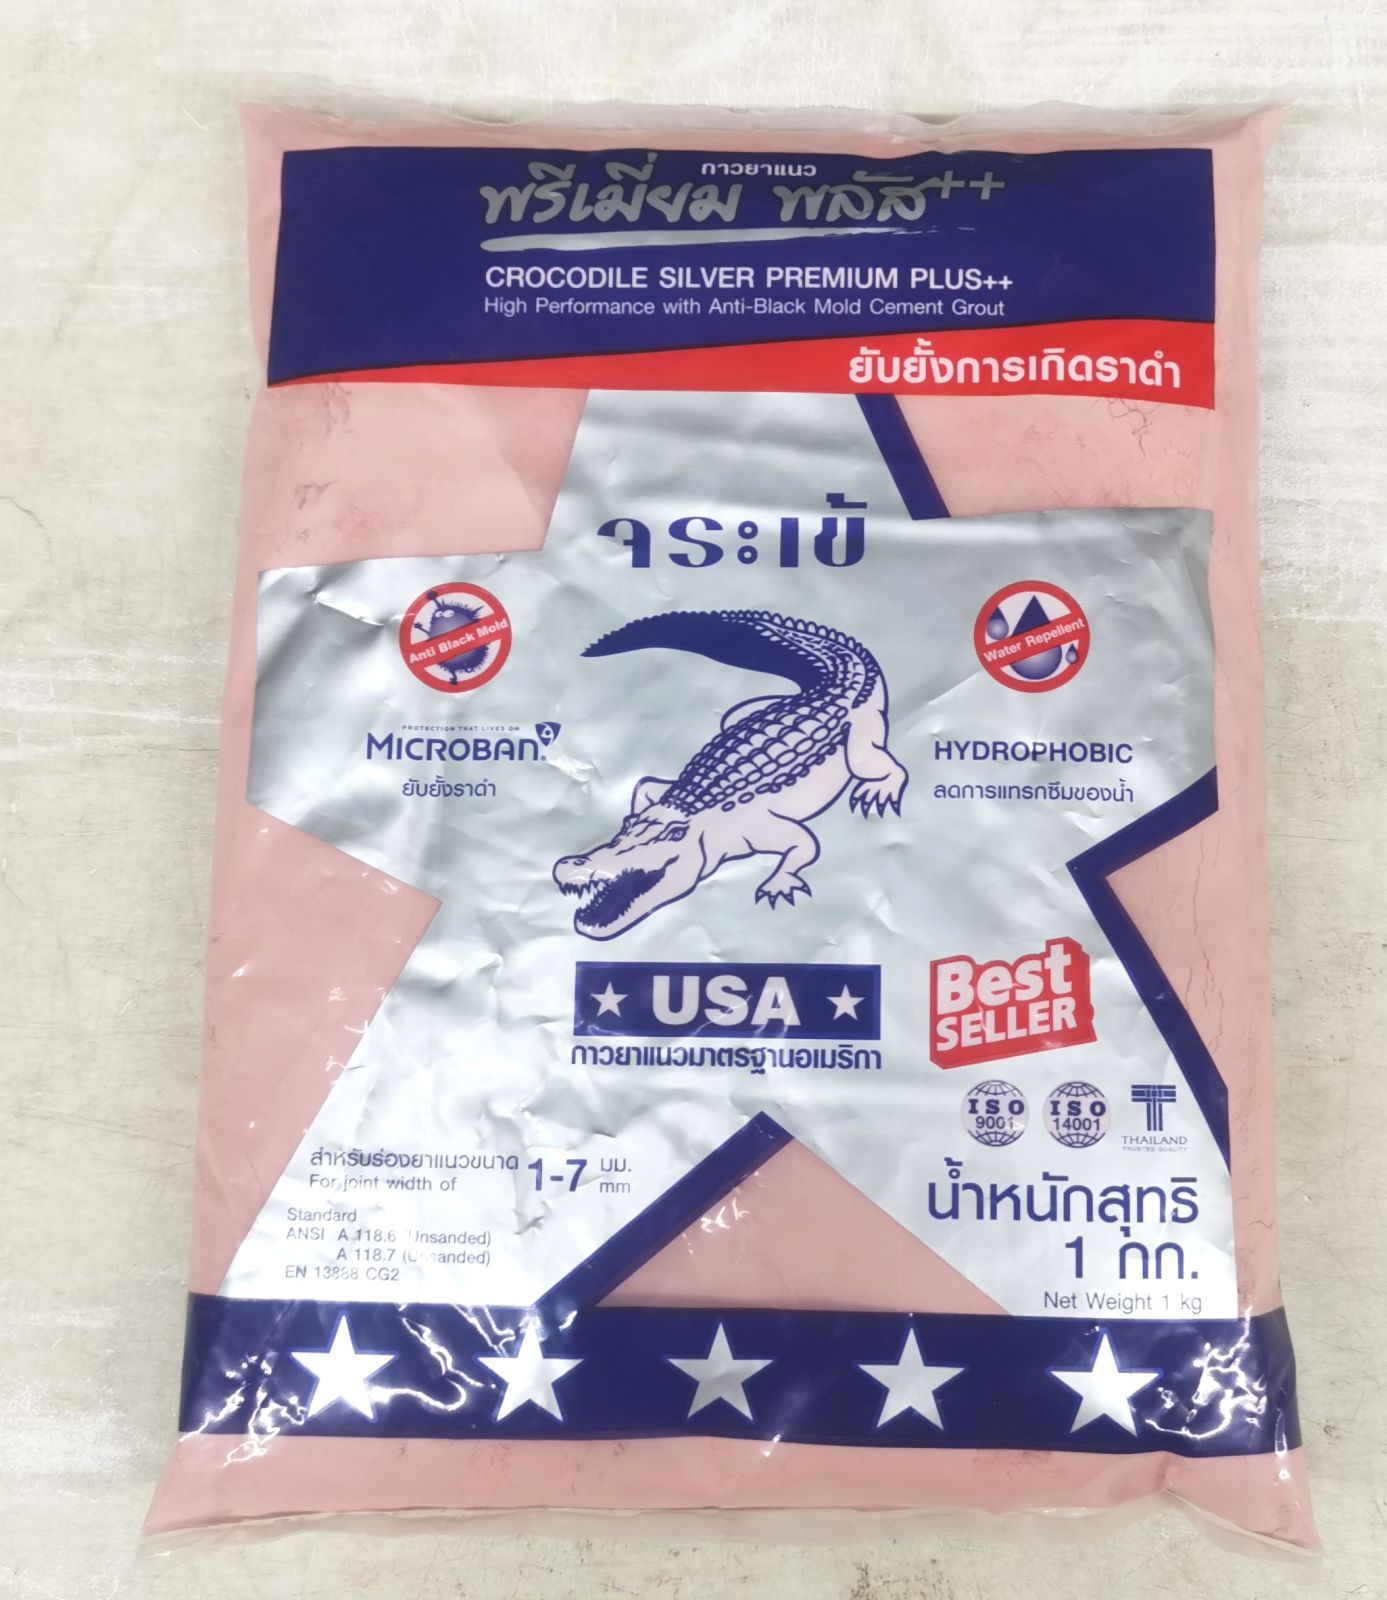 กาวยาแนว
พรีเมี่ยม พลัส++
CROCODILE SILVER PREMIUM PLUS++
High Performance with Anti-Black Mold Cement Grout
ยับยั้งการเกิดราดำ
จระเข้
Anti Black Mold
Water Repellent
PROTECTION THAT LIVES ON
MICROBAN®
ยับยั้งราดำ
HYDROPHOBIC
ลดการแทรกซึมของน้ำ
USA
กาวยาแนวมาตรฐานอเมริกา
Best
SELLER
ISO
9001
ISO
14001
THAILAND
TRUSTED QUALITY
สำหรับร่องยาแนวขนาด 1-7 มม.
For joint width of mm
Standard
ANSI A 118.6 (Unsanded)
A 118.7 (Unsanded)
EN 13888 CG2
น้ำหนักสุทธิ
1 กก.
Net Weight 1 kg